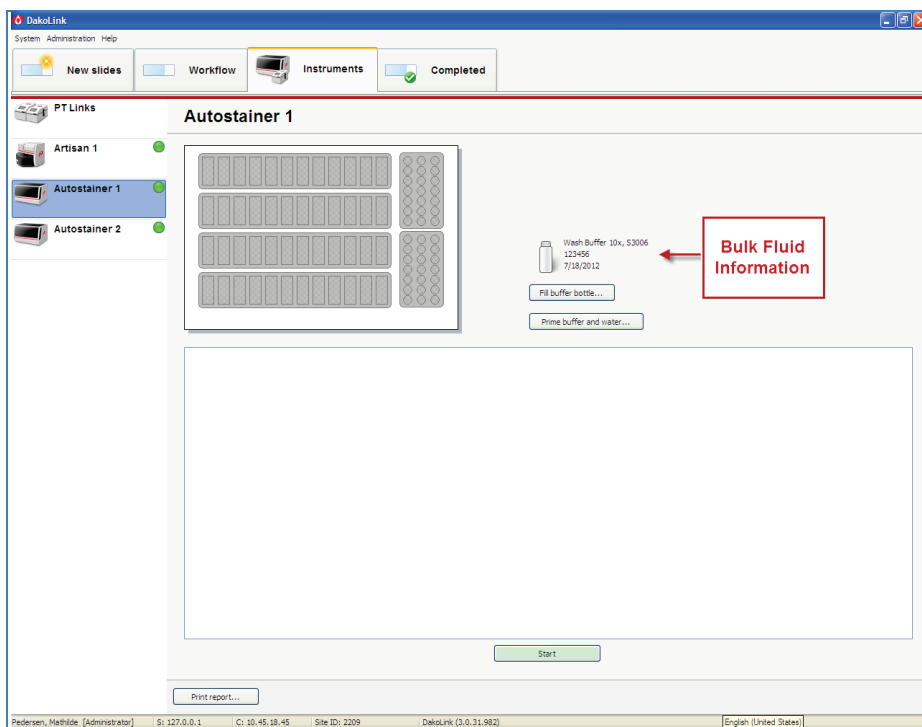 DakoLink
System Administration Help
New slides
Workflow
Instruments
Completed
PT Links
Artisan 1
Autostainer 1
Autostainer 2
Autostainer 1
Wash Buffer 10x, S3006
123456
7/18/2012
Fill buffer bottle...
Prime buffer and water...
Bulk Fluid
Information
Start
Print report...
Pedersen, Mathilde [Administrator] S: 127.0.0.1 C: 10.45.18.45 Site ID: 2209 DakoLink (3.0.31.982) English (United States)